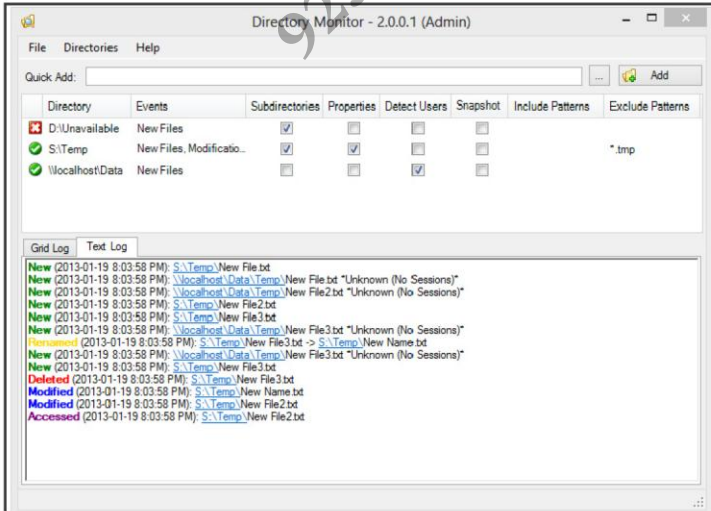 Directory Monitor - 2.0.0.1 (Admin)
File Directories Help
Quick Add: ... Add
Directory Events Subdirectories Properties Detect Users Snapshot Include Patterns Exclude Patterns
D:\Unavailable New Files
S:\Temp New Files, Modificatio... *.tmp
\\localhost\Data New Files
Grid Log Text Log
New (2013-01-19 8:03:58 PM): S:\Temp\New File.txt
New (2013-01-19 8:03:58 PM): \\localhost\Data\Temp\New File.txt *Unknown (No Sessions)*
New (2013-01-19 8:03:58 PM): \\localhost\Data\Temp\New File2.txt *Unknown (No Sessions)*
New (2013-01-19 8:03:58 PM): S:\Temp\New File2.txt
New (2013-01-19 8:03:58 PM): S:\Temp\New File3.txt
New (2013-01-19 8:03:58 PM): \\localhost\Data\Temp\New File3.txt *Unknown (No Sessions)*
Renamed (2013-01-19 8:03:58 PM): S:\Temp\New File3.txt -> S:\Temp\New Name.txt
New (2013-01-19 8:03:58 PM): \\localhost\Data\Temp\New File3.txt *Unknown (No Sessions)*
New (2013-01-19 8:03:58 PM): S:\Temp\New File3.txt
Deleted (2013-01-19 8:03:58 PM): S:\Temp\New File3.txt
Modified (2013-01-19 8:03:58 PM): S:\Temp\New Name.txt
Modified (2013-01-19 8:03:58 PM): S:\Temp\New File2.txt
Accessed (2013-01-19 8:03:58 PM): S:\Temp\New File2.txt